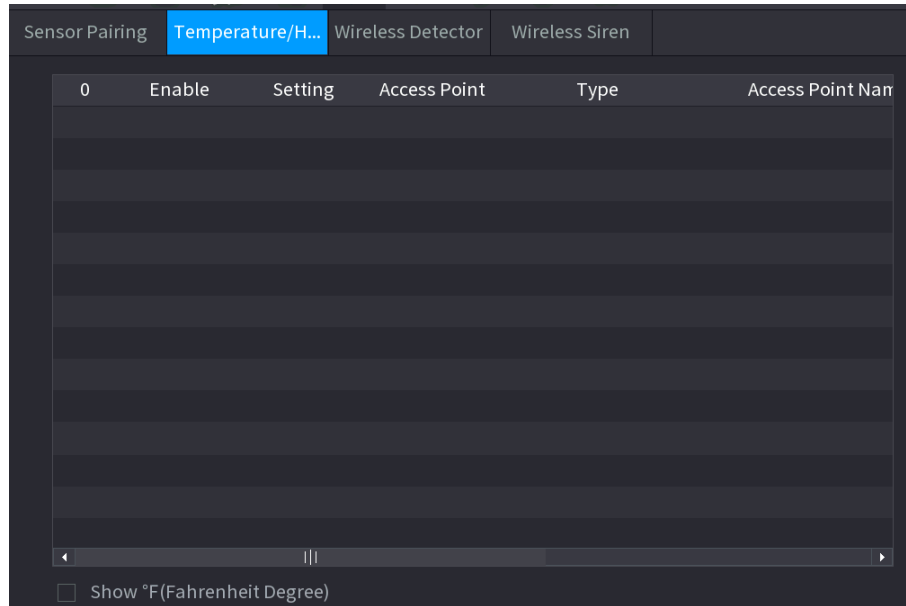 Sensor Pairing Temperature/H... Wireless Detector Wireless Siren
0 Enable Setting Access Point Type Access Point Nam
Show °F(Fahrenheit Degree)